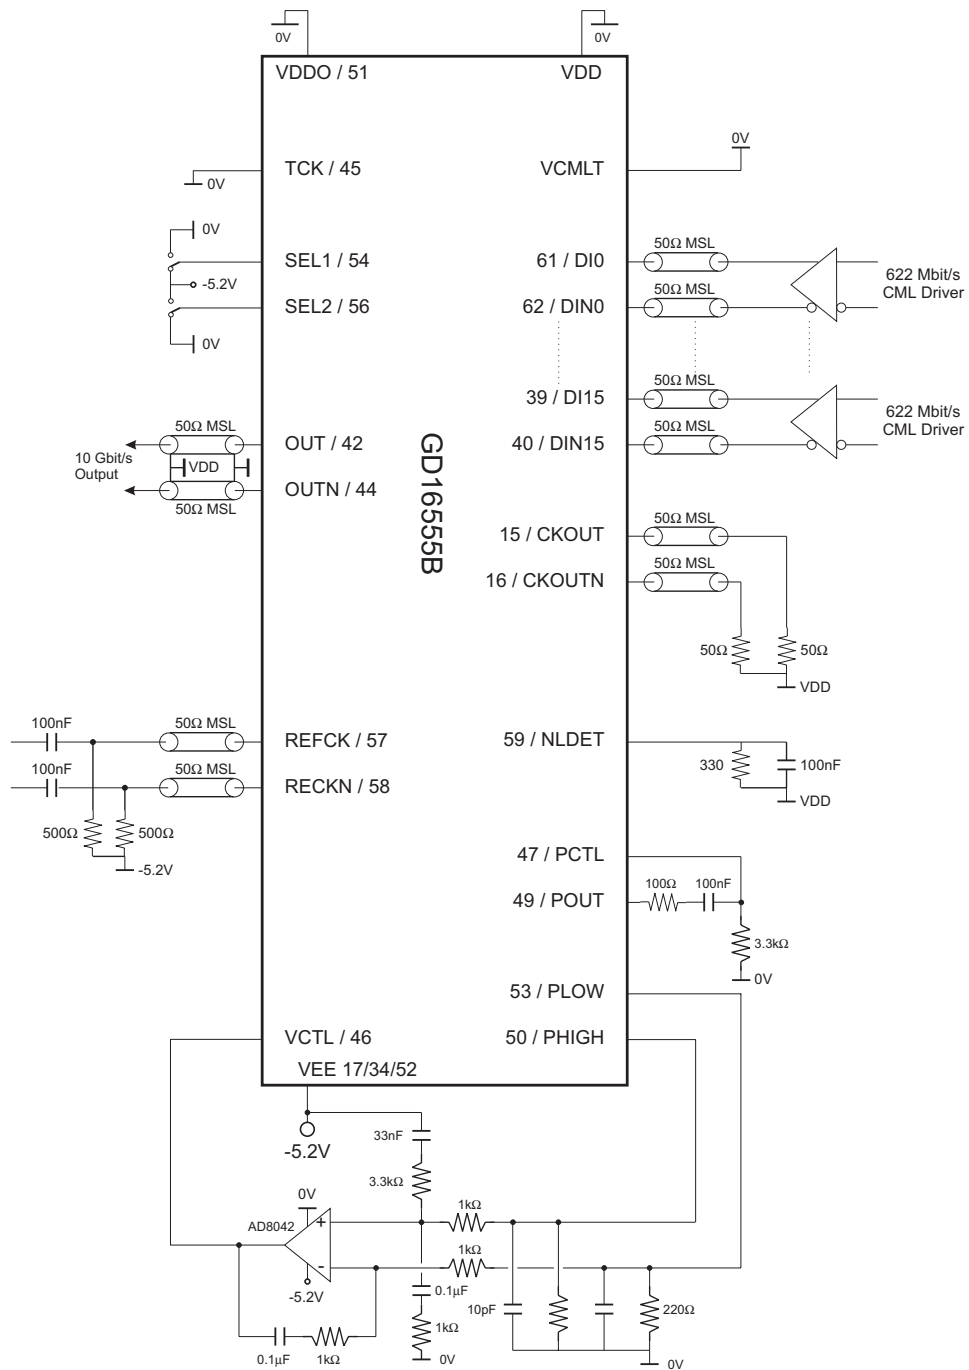 0V
0V
VDDO / 51
VDD
TCK / 45
0V
VCMLT
0V
0V
SEL1 / 54
-5.2V
SEL2 / 56
0V
50Ω MSL
61 / DI0
62 / DIN0
50Ω MSL
622 Mbit/s
CML Driver
50Ω MSL
39 / DI15
40 / DIN15
50Ω MSL
622 Mbit/s
CML Driver
50Ω MSL
10 Gbit/s
Output
VDD
50Ω MSL
OUT / 42
OUTN / 44
GD16555B
15 / CKOUT
50Ω MSL
16 / CKOUTN
50Ω MSL
50Ω
50Ω
VDD
100nF
50Ω MSL
REFCK / 57
100nF
50Ω MSL
RECKN / 58
500Ω
500Ω
-5.2V
59 / NLDET
330
100nF
VDD
47 / PCTL
49 / POUT
100Ω
100nF
3.3kΩ
0V
53 / PLOW
50 / PHIGH
VCTL / 46
VEE 17/34/52
-5.2V
33nF
3.3kΩ
0V
AD8042
+
-
-5.2V
1kΩ
1kΩ
0.1µF
1kΩ
0V
0.1µF
1kΩ
10pF
220Ω
0V